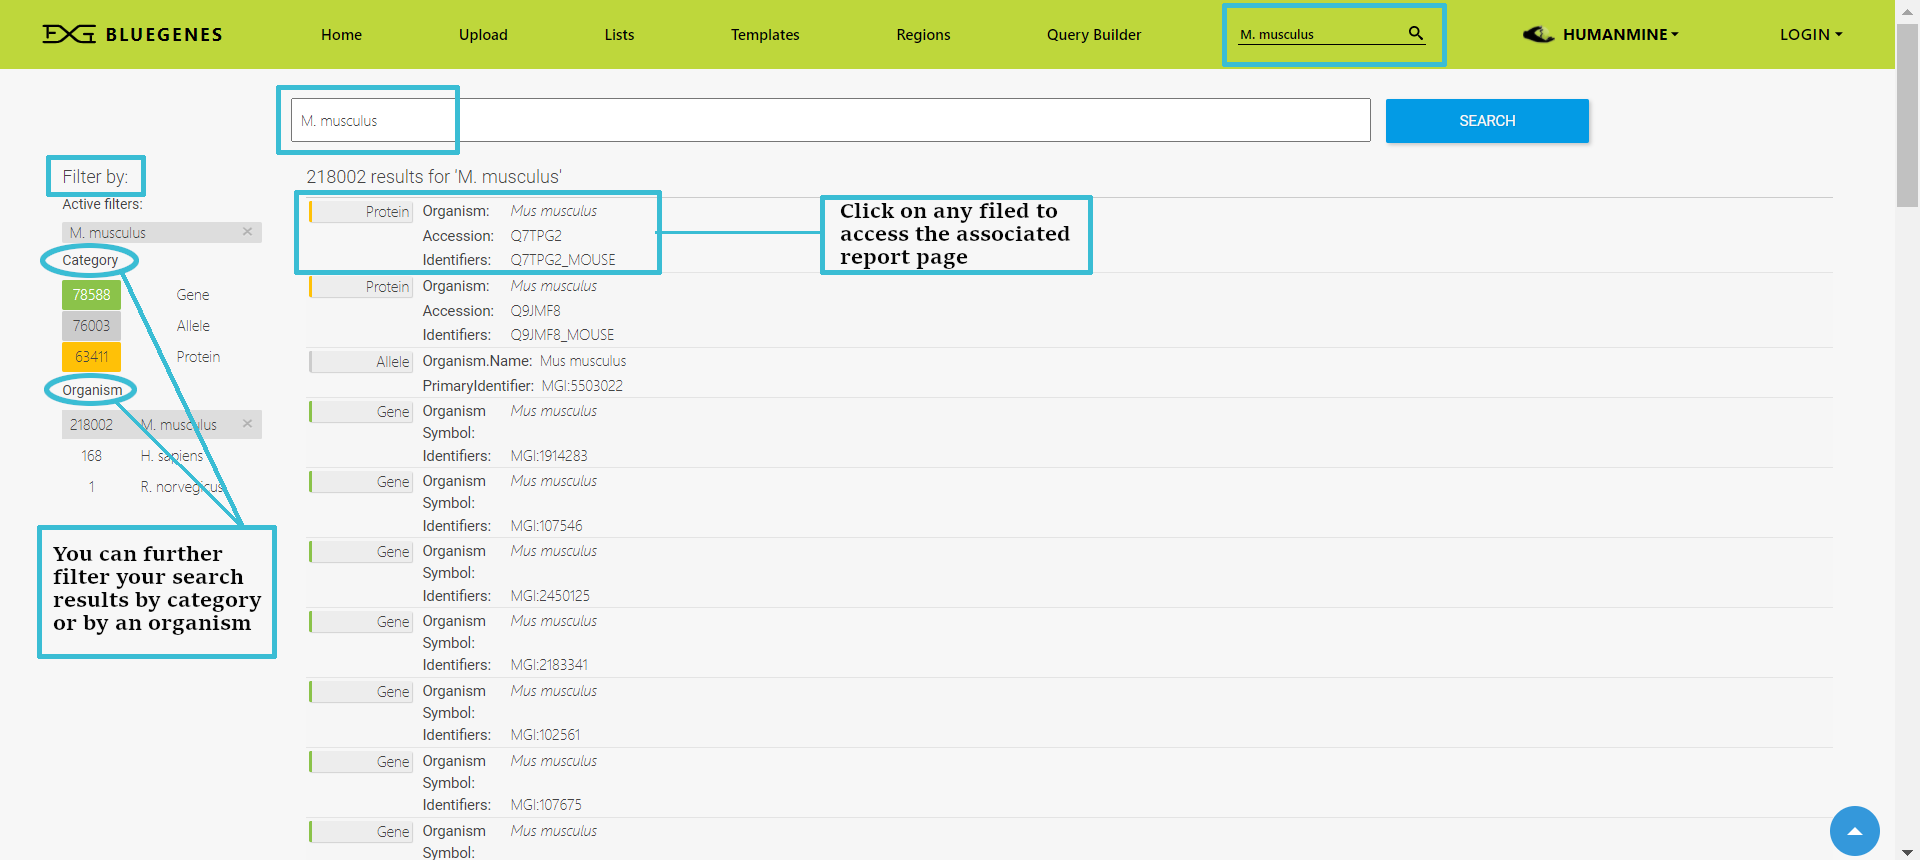 BLUEGENES Home Upload Lists Templates Regions Query Builder M. musculus HUMANMINE LOGIN
M. musculus SEARCH
Filter by:
Active filters:
M. musculus ×
Category
78588 Gene
76003 Allele
63411 Protein
Organism
218002 M. musculus ×
168 H. sapiens
1 R. norvegicus
You can further
filter your search
results by category
or by an organism
218002 results for 'M. musculus'
Protein Organism: Mus musculus
Accession: Q7TPG2
Identifiers: Q7TPG2_MOUSE
Click on any filed to
access the associated
report page
Protein Organism: Mus musculus
Accession: Q9JMF8
Identifiers: Q9JMF8_MOUSE
Allele Organism.Name: Mus musculus
PrimaryIdentifier: MGI:5503022
Gene Organism Mus musculus
Symbol:
Identifiers: MGI:1914283
Gene Organism Mus musculus
Symbol:
Identifiers: MGI:107546
Gene Organism Mus musculus
Symbol:
Identifiers: MGI:2450125
Gene Organism Mus musculus
Symbol:
Identifiers: MGI:2183341
Gene Organism Mus musculus
Symbol:
Identifiers: MGI:102561
Gene Organism Mus musculus
Symbol:
Identifiers: MGI:107675
Gene Organism Mus musculus
Symbol: